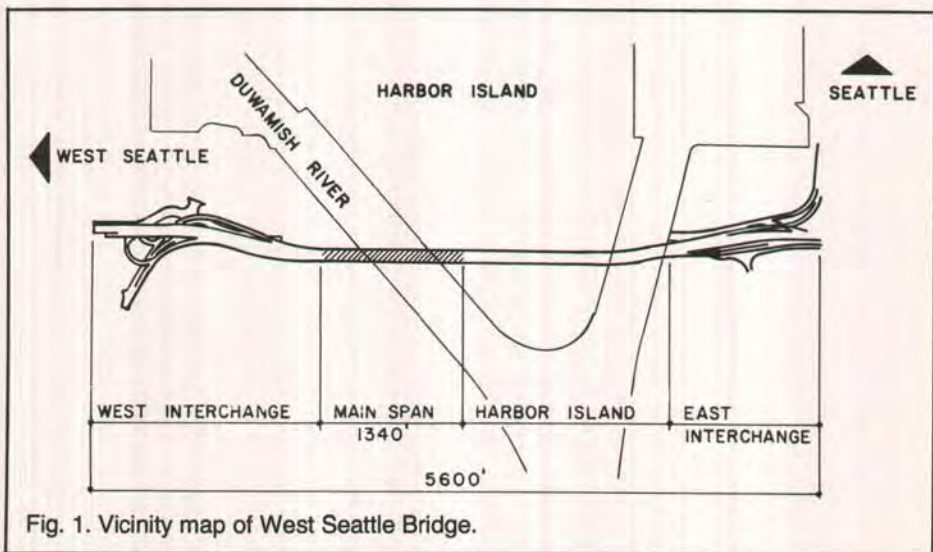 HARBOR ISLAND
SEATTLE
DUWAMISH RIVER
WEST SEATTLE
WEST INTERCHANGE
MAIN SPAN
1340'
HARBOR ISLAND
EAST
INTERCHANGE
5600'
Fig. 1. Vicinity map of West Seattle Bridge.